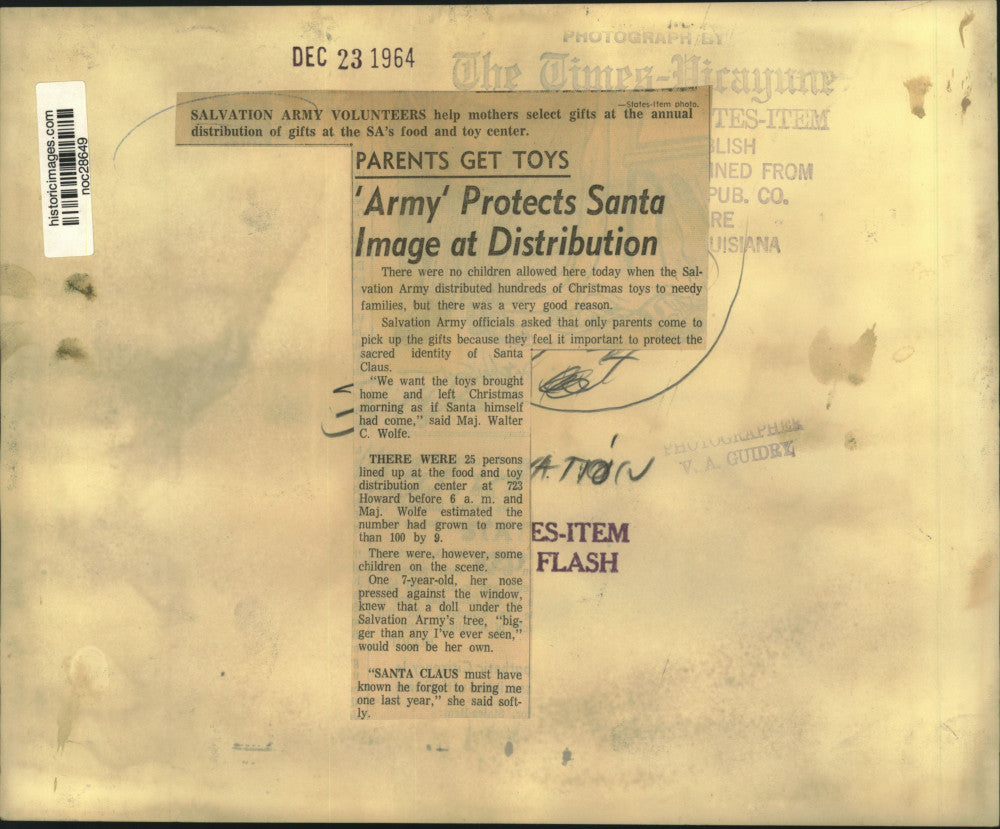 DEC 23 1964
PHOTOGRAPH BY
The Times-Picayune
TES-ITEM
BLISH
INED FROM
PUB. CO.
RE
UISIANA
historicimages.com
noc28649
—States-Item photo.
SALVATION ARMY VOLUNTEERS help mothers select gifts at the annual
distribution of gifts at the SA's food and toy center.
PARENTS GET TOYS
'Army' Protects Santa
Image at Distribution
There were no children allowed here today when the Sal-
vation Army distributed hundreds of Christmas toys to needy
families, but there was a very good reason.
Salvation Army officials asked that only parents come to
pick up the gifts because they feel it important to protect the
sacred identity of Santa
Claus.
"We want the toys brought
home and left Christmas
morning as if Santa himself
had come," said Maj. Walter
C. Wolfe.
THERE WERE 25 persons
lined up at the food and toy
distribution center at 723
Howard before 6 a. m. and
Maj. Wolfe estimated the
number had grown to more
than 100 by 9.
There were, however, some
children on the scene.
One 7-year-old, her nose
pressed against the window,
knew that a doll under the
Salvation Army's tree, "big-
ger than any I've ever seen,"
would soon be her own.
"SANTA CLAUS must have
known he forgot to bring me
one last year," she said soft-
ly.
ATION
ES-ITEM
FLASH
PHOTOGRAPHER
V. A. GUIDRY